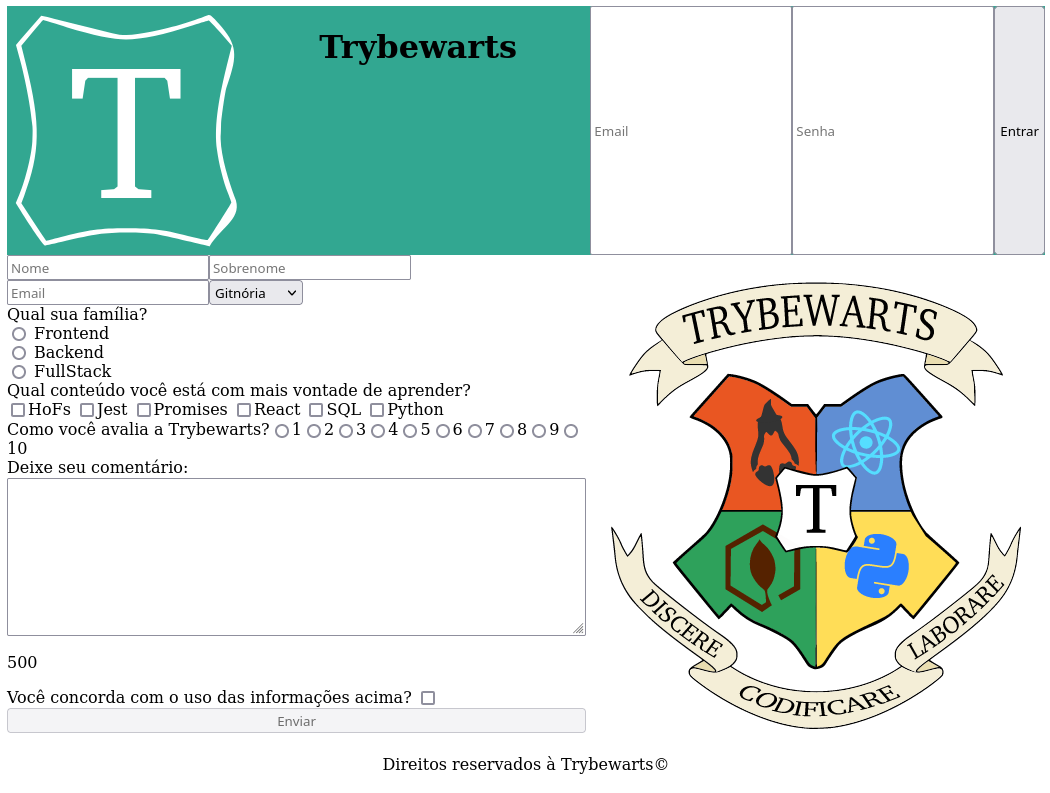 T
Trybewarts
Email
Senha
Entrar
Nome
Sobrenome
Email
Gitnória
Qual sua família?
Frontend
Backend
FullStack
Qual conteúdo você está com mais vontade de aprender?
HoFs Jest Promises React SQL Python
Como você avalia a Trybewarts? 1 2 3 4 5 6 7 8 9
10
Deixe seu comentário:
500
Você concorda com o uso das informações acima?
Enviar
TRYBEWARTS
T
DISCERE
CODIFICARE
LABORARE
Direitos reservados à Trybewarts©